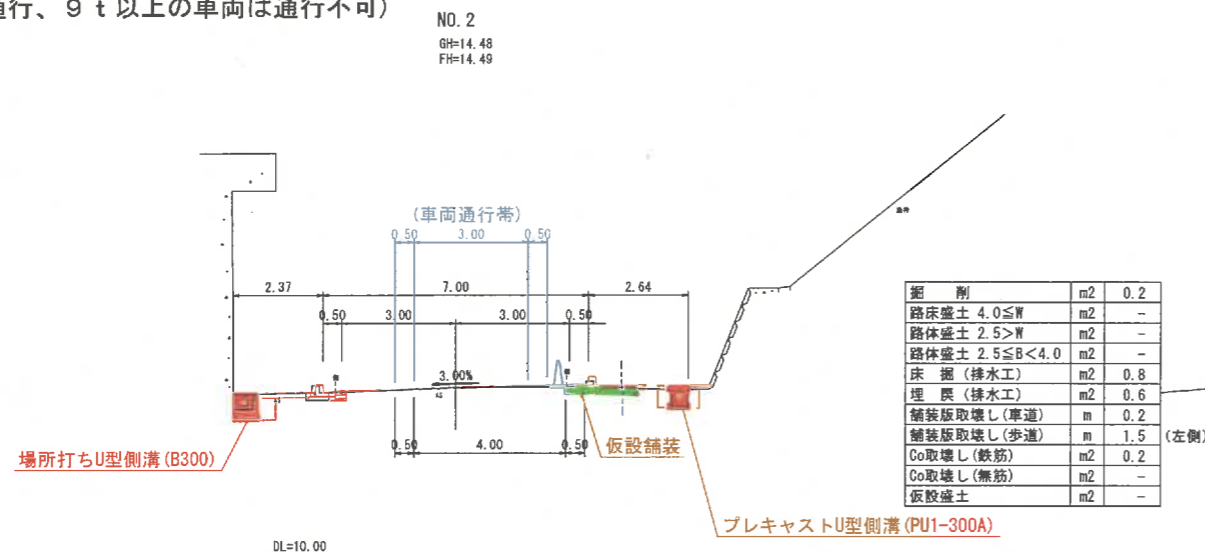 通行、9t以上の車両は通行不可)
NO.2
GH=14.48
FH=14.49
(車両通行帯)
0.50 3.00 0.50
2.37 7.00 2.64
0.50 3.00 3.00 0.50
3.00%
0.50 4.00 0.50
場所打ちU型側溝(B300)
仮設舗装
プレキャストU型側溝(PU1-300A)
DL=10.00
掘 削 m2 0.2
路床盛土 4.0≦W m2 -
路体盛土 2.5>W m2 -
路体盛土 2.5≦B<4.0 m2 -
床 掘(排水工) m2 0.8
埋 戻(排水工) m2 0.6
舗装版取壊し(車道) m 0.2
舗装版取壊し(歩道) m 1.5 (左側)
Co取壊し(鉄筋) m2 0.2
Co取壊し(無筋) m2 -
仮設盛土 m2 -